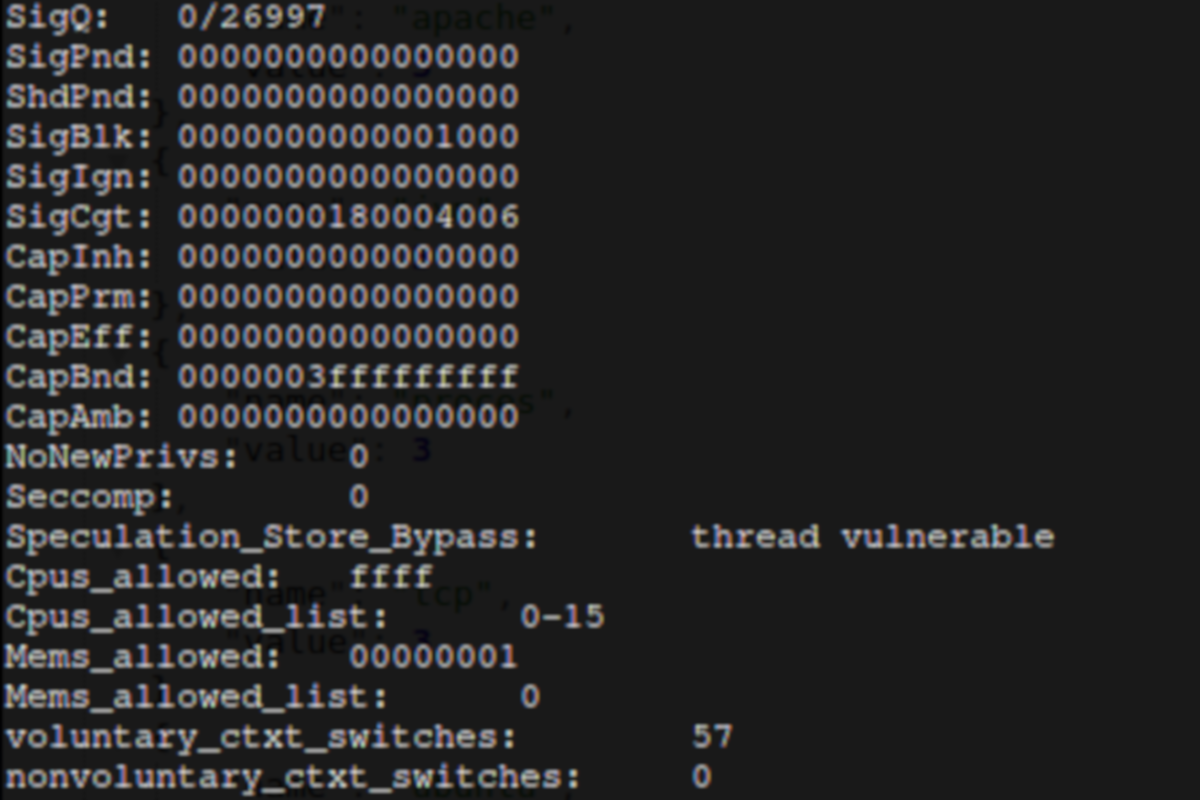 SigQ: 0/26997
SigPnd: 0000000000000000
ShdPnd: 0000000000000000
SigBlk: 0000000000001000
SigIgn: 0000000000000000
SigCgt: 0000000180004006
CapInh: 0000000000000000
CapPrm: 0000000000000000
CapEff: 0000000000000000
CapBnd: 0000003fffffffff
CapAmb: 0000000000000000
NoNewPrivs: 0
Seccomp: 0
Speculation_Store_Bypass: thread vulnerable
Cpus_allowed: ffff
Cpus_allowed_list: 0-15
Mems_allowed: 00000001
Mems_allowed_list: 0
voluntary_ctxt_switches: 57
nonvoluntary_ctxt_switches: 0